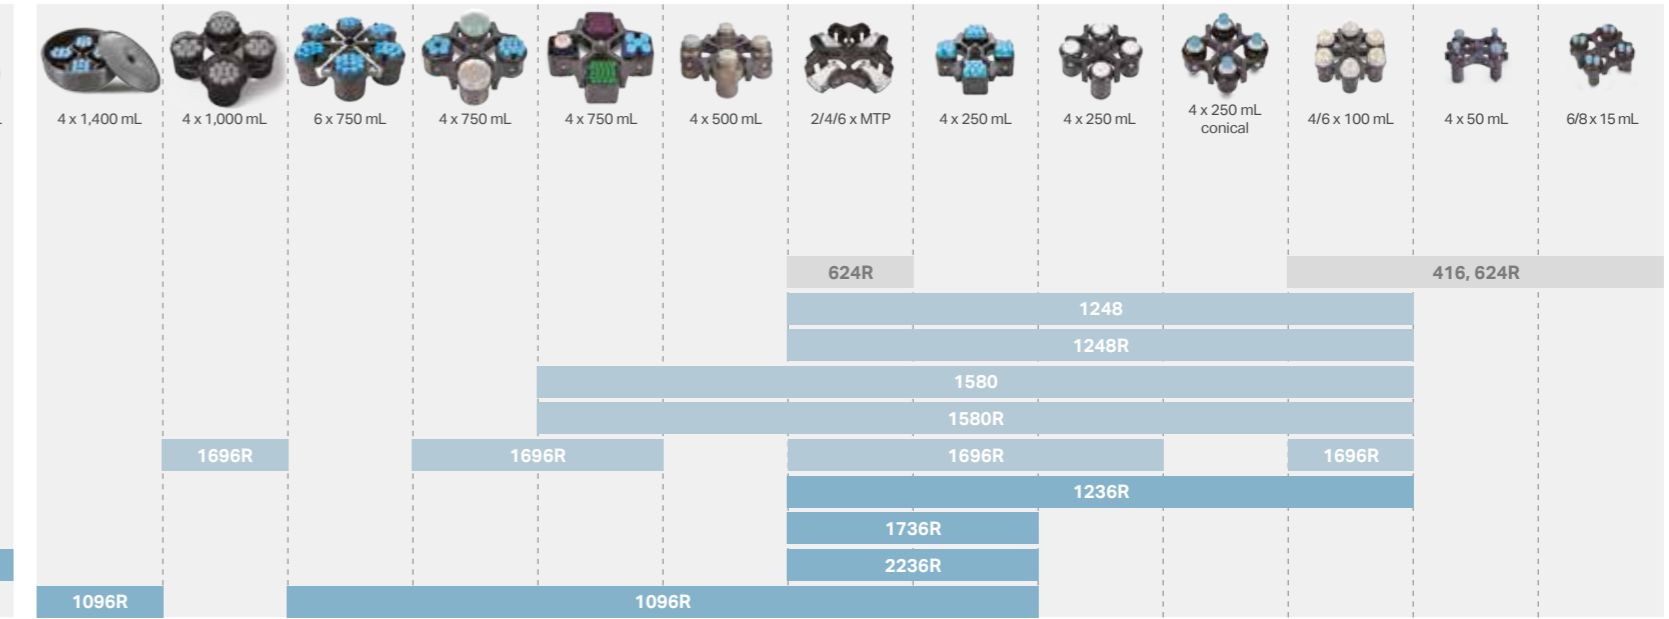 4 x 1,400 mL
4 x 1,000 mL
6 x 750 mL
4 x 750 mL
4 x 750 mL
4 x 500 mL
2/4/6 x MTP
4 x 250 mL
4 x 250 mL
4 x 250 mL
conical
4/6 x 100 mL
4 x 50 mL
6/8 x 15 mL
624R
416, 624R
1248
1248R
1580
1580R
1696R
1696R
1696R
1696R
1236R
1736R
2236R
1096R
1096R